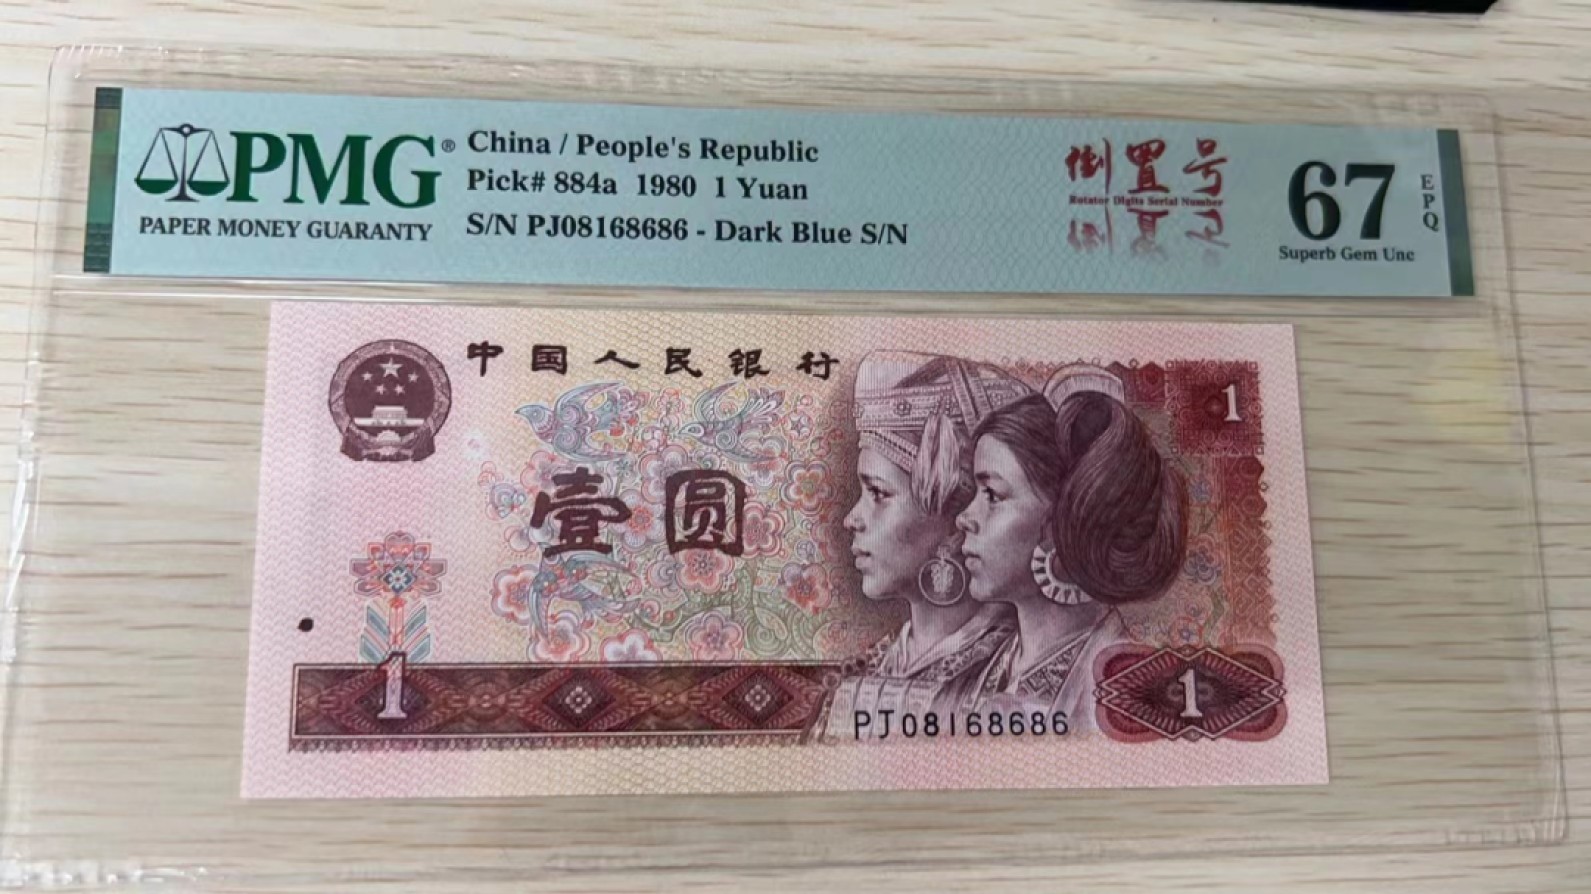 PMG®
PAPER MONEY GUARANTY
China / People's Republic
Pick# 884a 1980 1 Yuan
S/N PJ08168686 - Dark Blue S/N
倒置号
Rotator Digits Serial Number
67
EPQ
Superb Gem Unc
中国人民银行
1
壹圆
1
PJ08168686
1